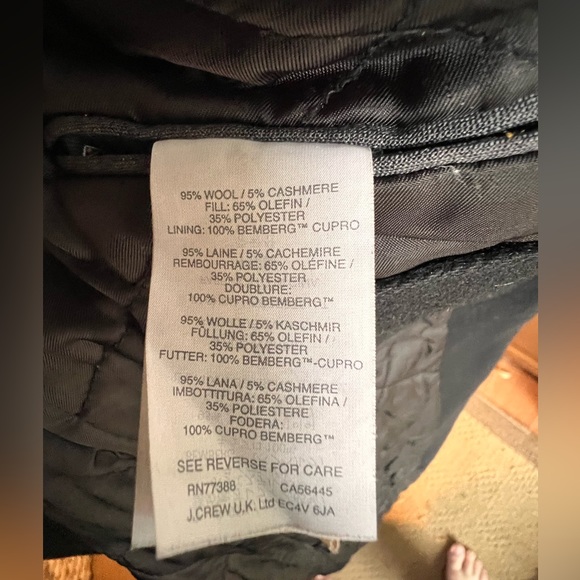 95% WOOL / 5% CASHMERE
FILL: 65% OLEFIN /
35% POLYESTER
LINING: 100% BEMBERG™ CUPRO
95% LAINE / 5% CACHEMIRE
REMBOURRAGE: 65% OLÉFINE /
35% POLYESTER
DOUBLURE:
100% CUPRO BEMBERG™
95% WOLLE / 5% KASCHMIR
FÜLLUNG: 65% OLEFIN /
35% POLYESTER
FUTTER: 100% BEMBERG™-CUPRO
95% LANA / 5% CASHMERE
IMBOTTITURA: 65% OLEFINA /
35% POLIESTERE
FODERA:
100% CUPRO BEMBERG™
SEE REVERSE FOR CARE
RN77388 CA56445
J.CREW U.K. Ltd EC4V 6JA